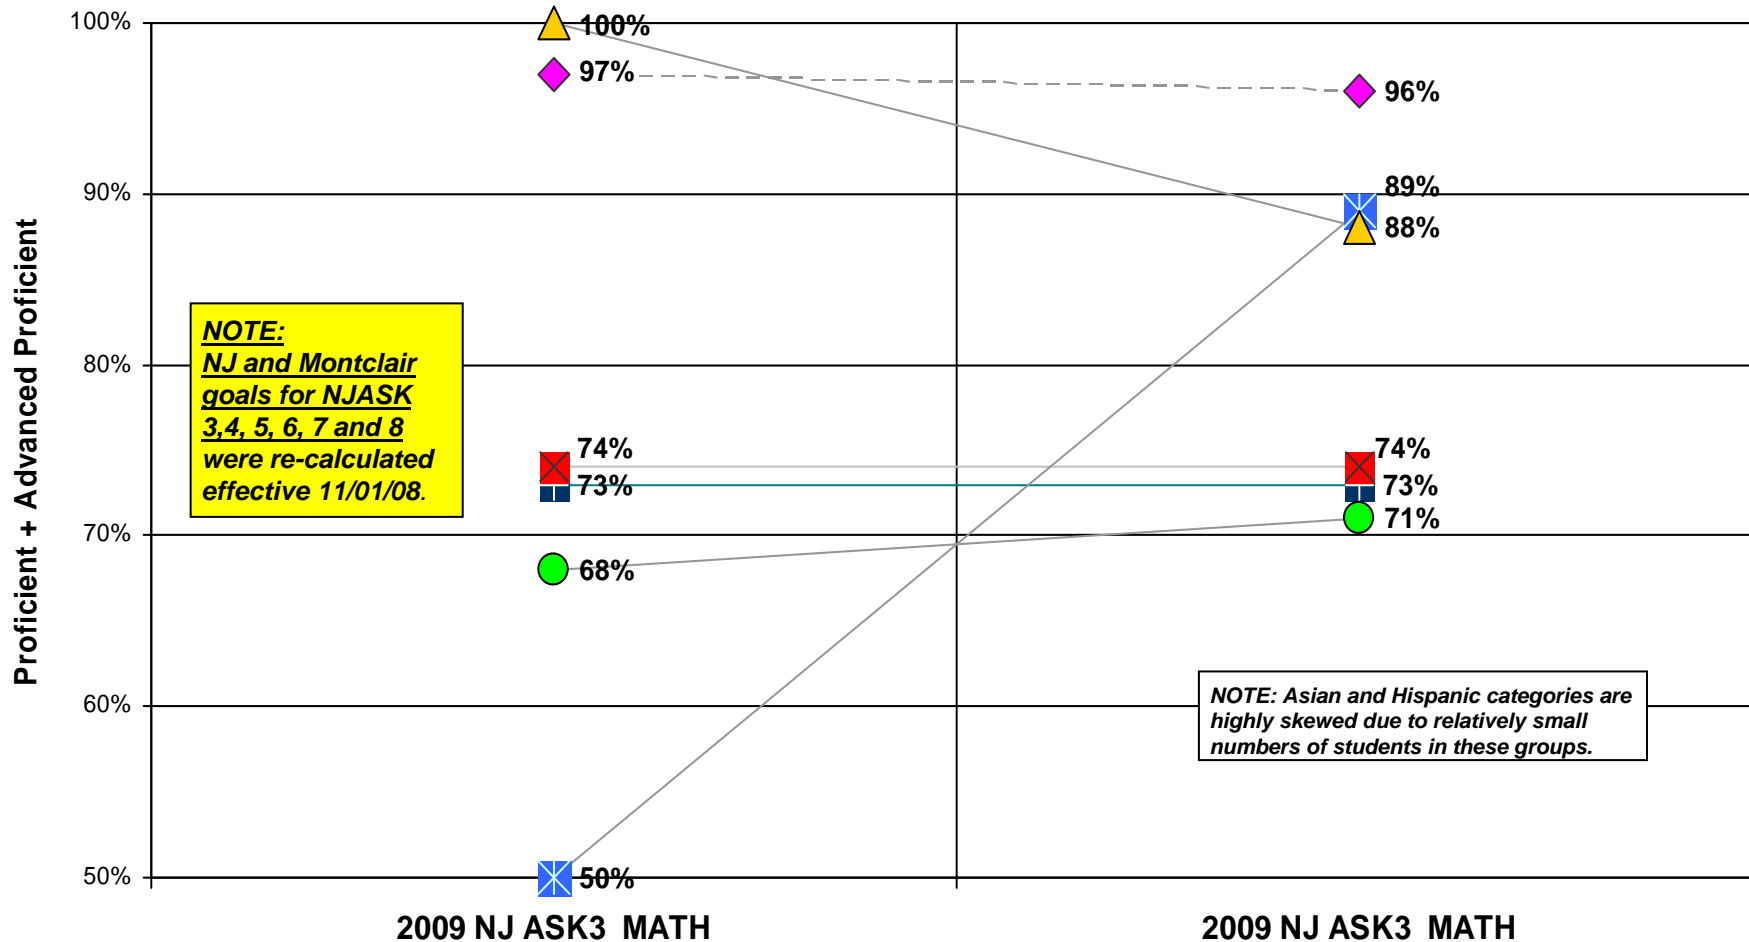 100%
100%
97%
96%
90%
89%
88%
Proficient + Advanced Proficient
NOTE:
NJ and Montclair
goals for NJASK
3,4, 5, 6, 7 and 8
were re-calculated
effective 11/01/08.
80%
74%
74%
73%
73%
71%
70%
68%
60%
NOTE: Asian and Hispanic categories are
highly skewed due to relatively small
numbers of students in these groups.
50%
50%
2009 NJ ASK3 MATH
2009 NJ ASK3 MATH